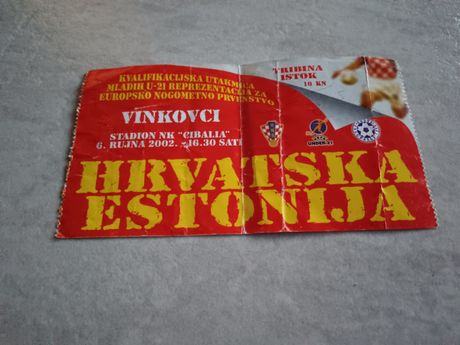 KVALIFIKACIJSKA UTAKMICA
MLADIH U-21 REPREZENTACIJA ZA
EUROPSKO NOGOMETNO PRVENSTVO
TRIBINA
ISTOK
10 KN
VINKOVCI
STADION NK "CIBALIA"
6. RUJNA 2002. - 16.30 SATI
UNDER-21
HRVATSKA
ESTONIJA